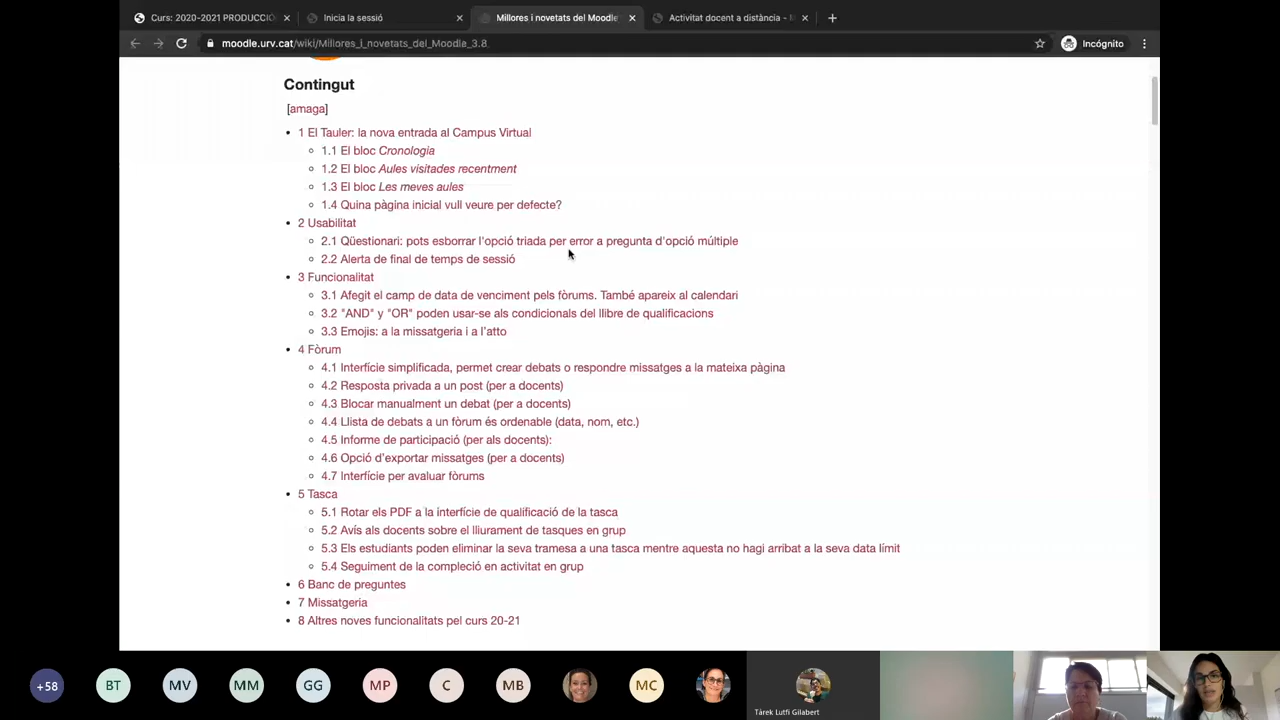 Curs: 2020-2021 PRODUCCIÓ
Inicia la sessió
Millores i novetats del Moodle
Activitat docent a distància - M
moodle.urv.cat/wiki/Millores_i_novetats_del_Moodle_3.8.
Incógnito
Contingut
[amaga]
1 El Tauler: la nova entrada al Campus Virtual
1.1 El bloc Cronologia
1.2 El bloc Aules visitades recentment
1.3 El bloc Les meves aules
1.4 Quina pàgina inicial vull veure per defecte?
2 Usabilitat
2.1 Qüestionari: pots esborrar l'opció triada per error a pregunta d'opció múltiple
2.2 Alerta de final de temps de sessió
3 Funcionalitat
3.1 Afegit el camp de data de venciment pels fòrums. També apareix al calendari
3.2 "AND" y "OR" poden usar-se als condicionals del llibre de qualificacions
3.3 Emojis: a la missatgeria i a l'atto
4 Fòrum
4.1 Interfície simplificada, permet crear debats o respondre missatges a la mateixa pàgina
4.2 Resposta privada a un post (per a docents)
4.3 Blocar manualment un debat (per a docents)
4.4 Llista de debats a un fòrum és ordenable (data, nom, etc.)
4.5 Informe de participació (per als docents):
4.6 Opció d'exportar missatges (per a docents)
4.7 Interfície per avaluar fòrums
5 Tasca
5.1 Rotar els PDF a la interfície de qualificació de la tasca
5.2 Avís als docents sobre el lliurament de tasques en grup
5.3 Els estudiants poden eliminar la seva tramesa a una tasca mentre aquesta no hagi arribat a la seva data límit
5.4 Seguiment de la compleció en activitat en grup
6 Banc de preguntes
7 Missatgeria
8 Altres noves funcionalitats pel curs 20-21
+58
BT
MV
MM
GG
MP
C
MB
MC
Tárek Lutfi Gilabert